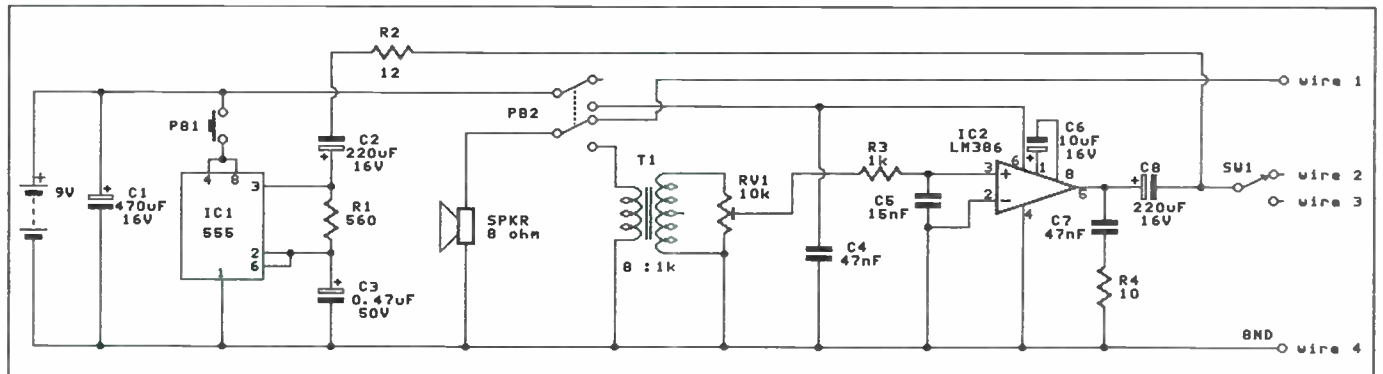 R2
12
wire 1
PB1
PB2
C2
220uF
16V
C6
10uF
16V
IC2
LM386
R3
1k
T1
C8
220uF
16V
SW1
wire 2
wire 3
9V
C1
470uF
16V
4 8
3
IC1
555
2
6
1
R1
560
SPKR
8 ohm
RV1
10k
C5
15nF
3
2
6
1
8
5
4
+
-
C7
47nF
C4
47nF
8 :1k
C3
0.47uF
50V
R4
10
GND
wire 4